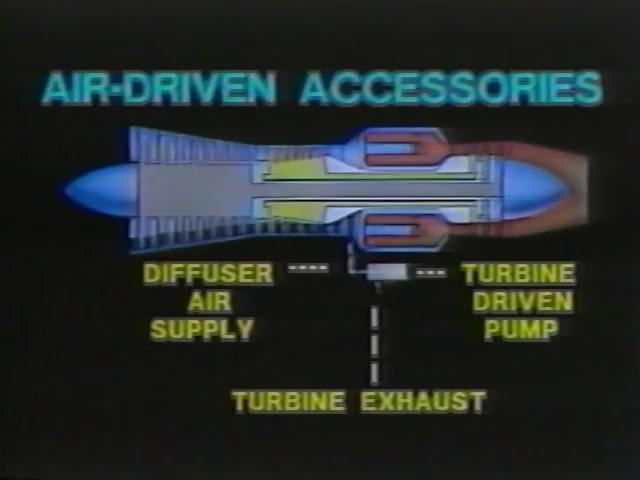 AIR-DRIVEN ACCESSORIES
DIFFUSER
AIR
SUPPLY
TURBINE
DRIVEN
PUMP
TURBINE EXHAUST